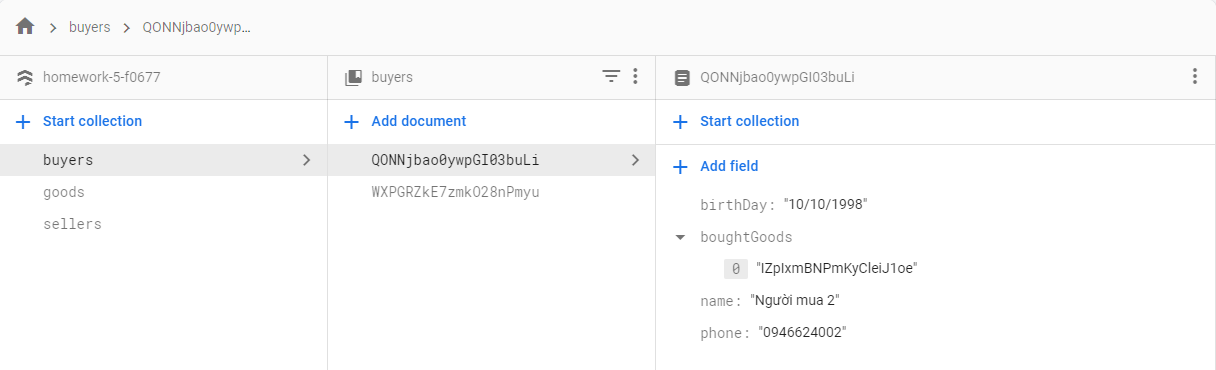 buyers QONNjbao0ywp...
homework-5-f0677
Start collection
buyers
goods
sellers
buyers
Add document
QONNjbao0ywpGI03buLi
WXPGRZkE7zmkO28nPmyu
QONNjbao0ywpGI03buLi
Start collection
Add field
birthDay: "10/10/1998"
boughtGoods
0 "IZpIxmBNPmKyCleiJ1oe"
name: "Người mua 2"
phone: "0946624002"